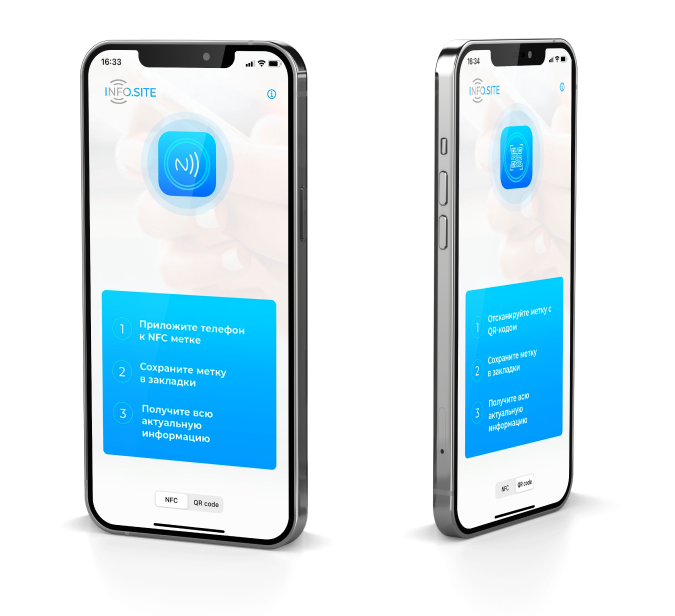 16:33
INFO.SITE
1 Приложите телефон
к NFC метке
2 Сохраните метку
в закладки
3 Получите всю
актуальную
информацию
NFC QR code
16:34
INFO.SITE
1 Отсканируйте метку с
QR-кодом
2 Сохраните метку
в закладки
3 Получите всю
актуальную
информацию
NFC QR code